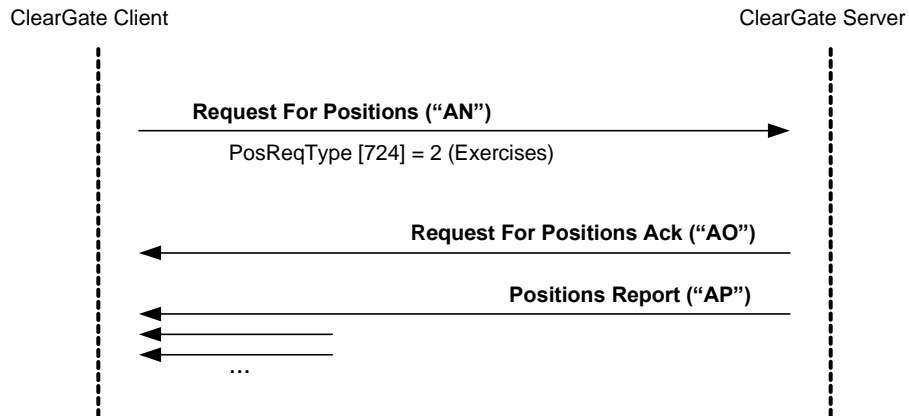 ClearGate Client
ClearGate Server
Request For Positions (“AN”)
PosReqType [724] = 2 (Exercises)
Request For Positions Ack (“AO”)
Positions Report (“AP”)
…